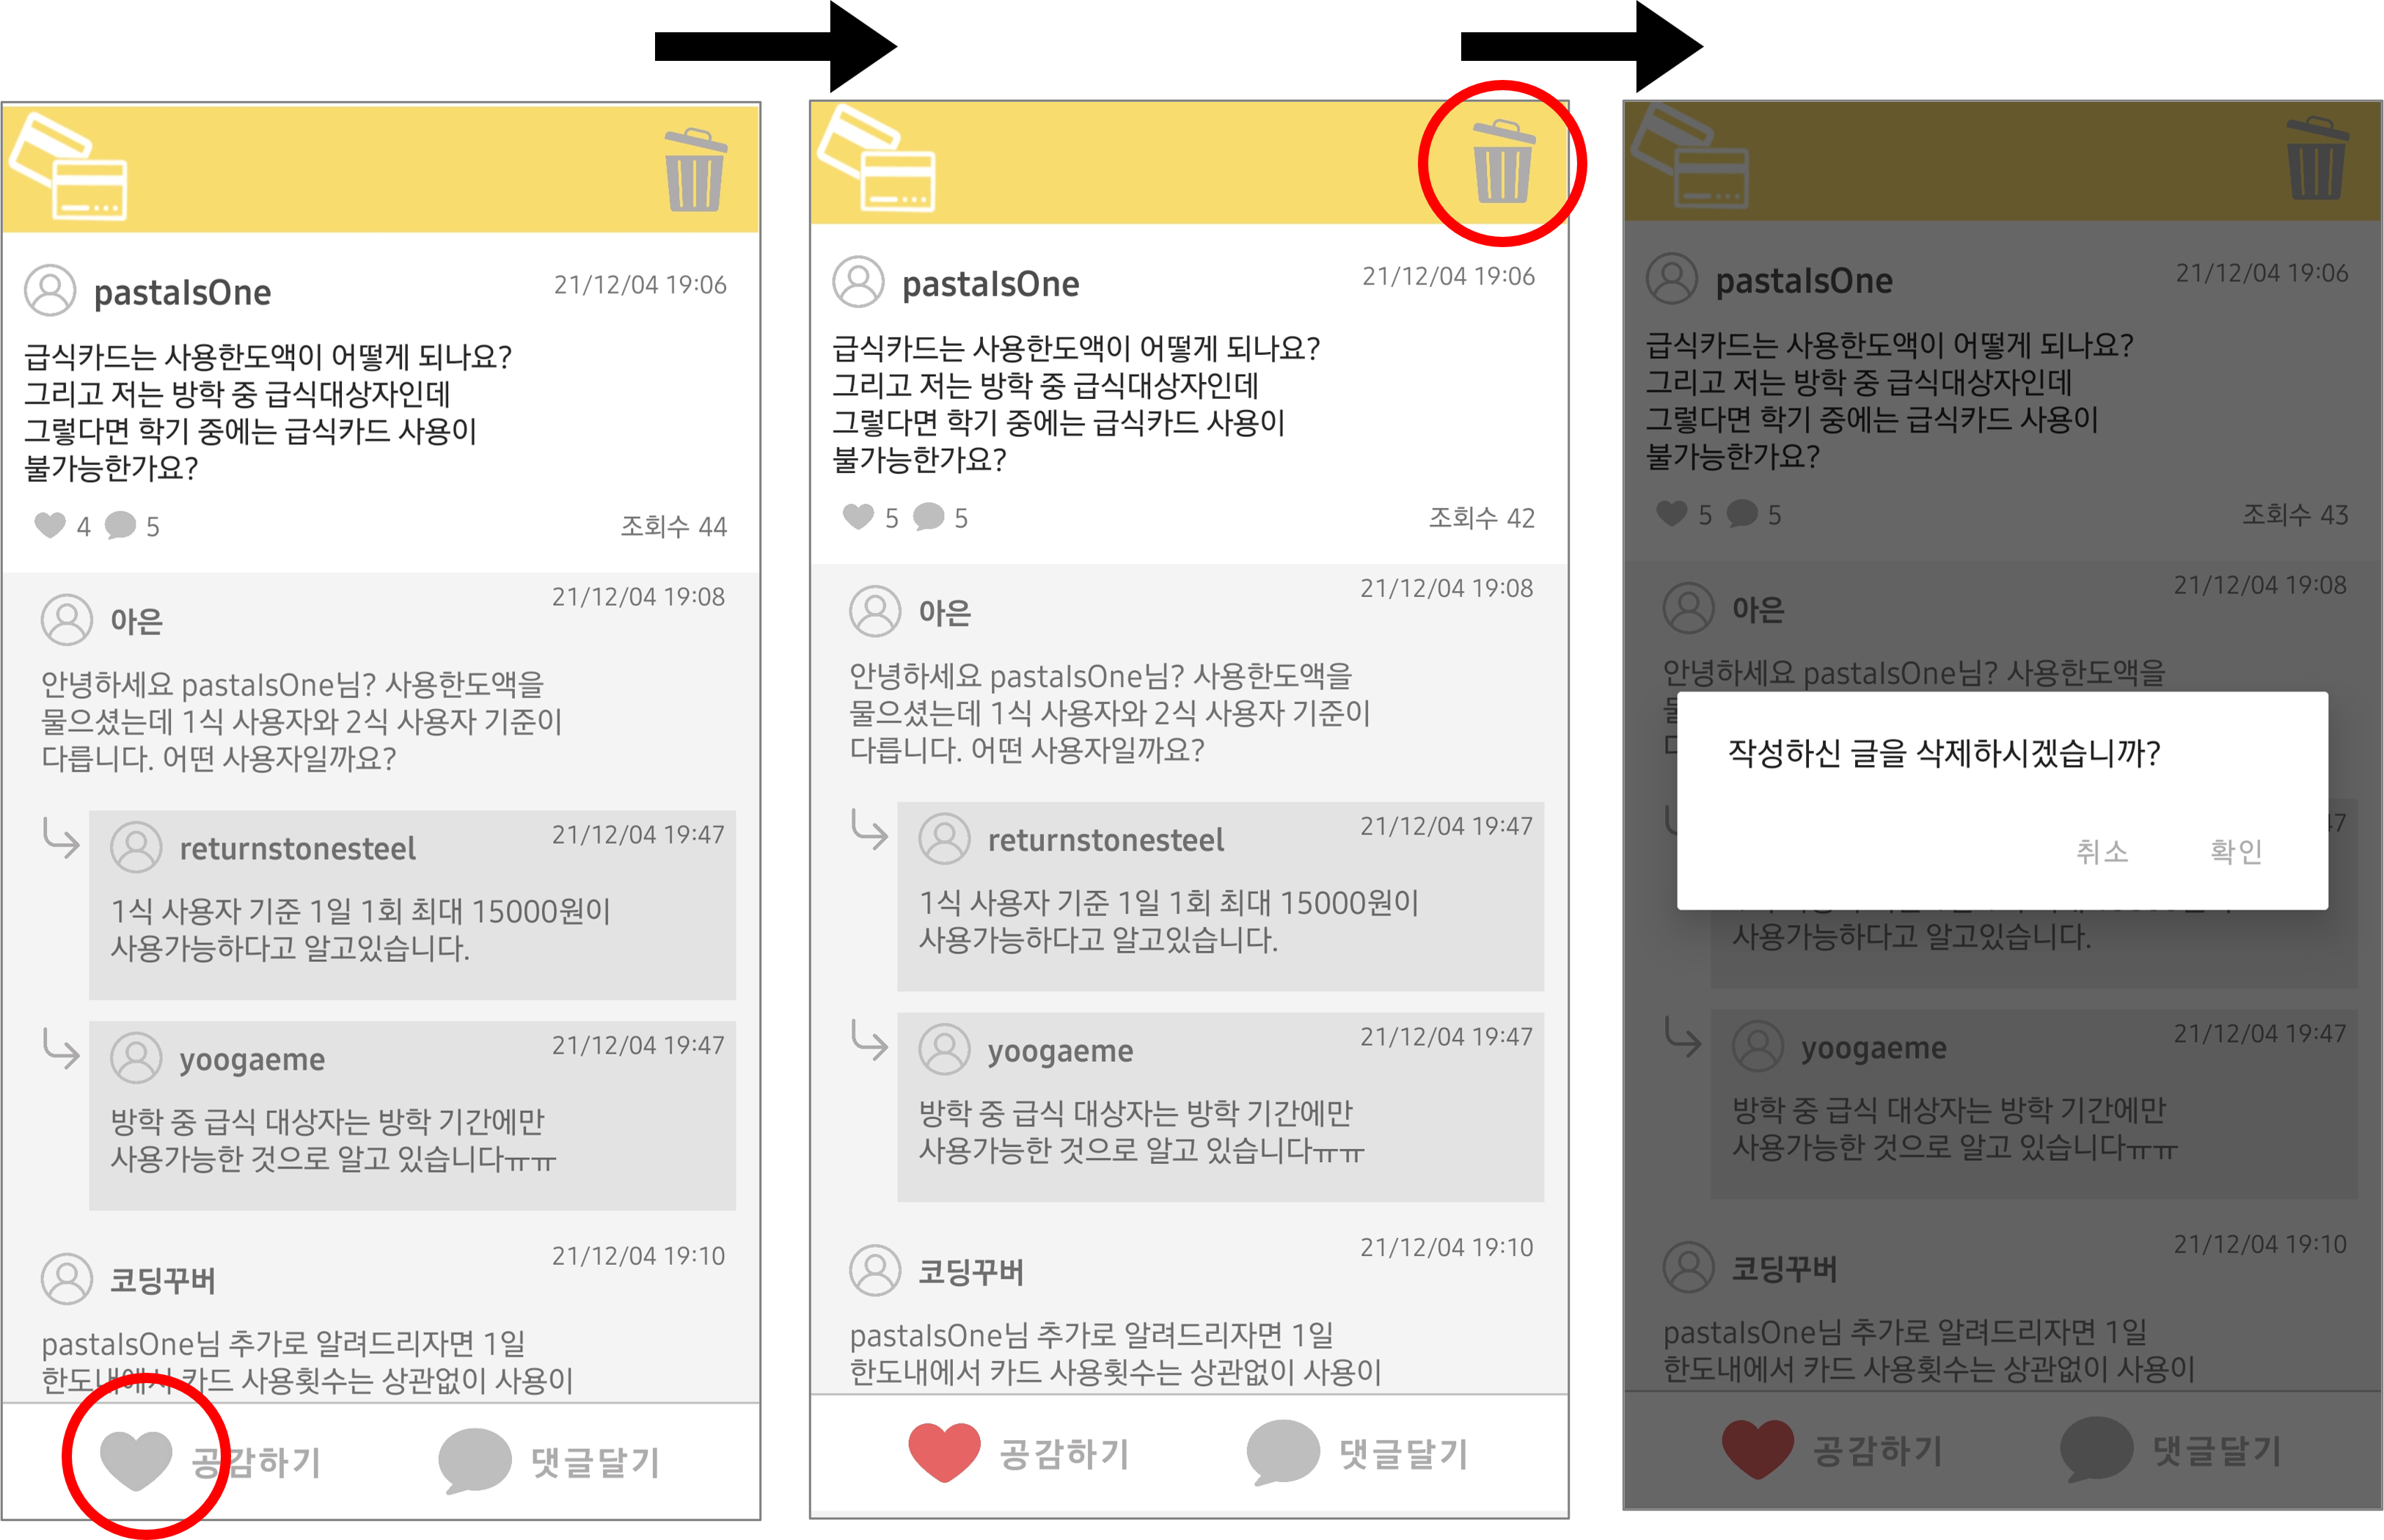 pastaIsOne
21/12/04 19:06
급식카드는 사용한도액이 어떻게 되나요?
그리고 저는 방학 중 급식대상자인데
그렇다면 학기 중에는 급식카드 사용이
불가능한가요?
4 5
조회수 44
21/12/04 19:08
아은
안녕하세요 pastaIsOne님? 사용한도액을
물으셨는데 1식 사용자와 2식 사용자 기준이
다릅니다. 어떤 사용자일까요?
returnstonesteel
21/12/04 19:47
1식 사용자 기준 1일 1회 최대 15000원이
사용가능하다고 알고있습니다.
yoogaeme
21/12/04 19:47
방학 중 급식 대상자는 방학 기간에만
사용가능한 것으로 알고 있습니다ㅠㅠ
21/12/04 19:10
코딩꾸버
pastaIsOne님 추가로 알려드리자면 1일
한도내에서 카드 사용횟수는 상관없이 사용이
공감하기
댓글달기
pastaIsOne
21/12/04 19:06
급식카드는 사용한도액이 어떻게 되나요?
그리고 저는 방학 중 급식대상자인데
그렇다면 학기 중에는 급식카드 사용이
불가능한가요?
5 5
조회수 42
21/12/04 19:08
아은
안녕하세요 pastaIsOne님? 사용한도액을
물으셨는데 1식 사용자와 2식 사용자 기준이
다릅니다. 어떤 사용자일까요?
returnstonesteel
21/12/04 19:47
1식 사용자 기준 1일 1회 최대 15000원이
사용가능하다고 알고있습니다.
yoogaeme
21/12/04 19:47
방학 중 급식 대상자는 방학 기간에만
사용가능한 것으로 알고 있습니다ㅠㅠ
21/12/04 19:10
코딩꾸버
pastaIsOne님 추가로 알려드리자면 1일
한도내에서 카드 사용횟수는 상관없이 사용이
공감하기
댓글달기
pastaIsOne
21/12/04 19:06
급식카드는 사용한도액이 어떻게 되나요?
그리고 저는 방학 중 급식대상자인데
그렇다면 학기 중에는 급식카드 사용이
불가능한가요?
5 5
조회수 43
21/12/04 19:08
아은
안녕하세요 pastaIsOne님? 사용한도액을
작성하신 글을 삭제하시겠습니까?
취소
확인
사용가능하다고 알고있습니다.
yoogaeme
21/12/04 19:47
방학 중 급식 대상자는 방학 기간에만
사용가능한 것으로 알고 있습니다ㅠㅠ
21/12/04 19:10
코딩꾸버
pastaIsOne님 추가로 알려드리자면 1일
한도내에서 카드 사용횟수는 상관없이 사용이
공감하기
댓글달기